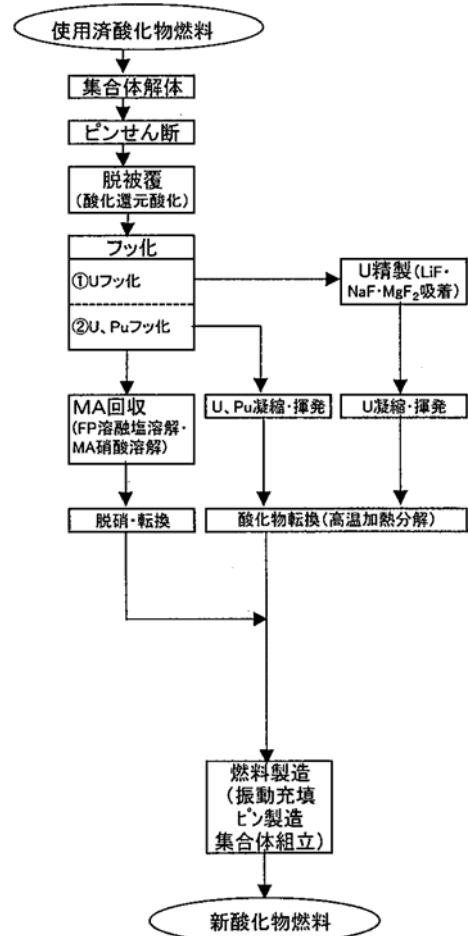 使用済酸化物燃料
集合体解体
ピンせん断
脱被覆
(酸化還元酸化)
フッ化
①Uフッ化
②U、Puフッ化
U精製(LiF・
NaF・MgF₂吸着)
MA回収
(FP溶融塩溶解・
MA硝酸溶解)
U、Pu凝縮・揮発
U凝縮・揮発
脱硝・転換
酸化物転換(高温加熱分解)
燃料製造
(振動充填
ピン製造
集合体組立)
新酸化物燃料